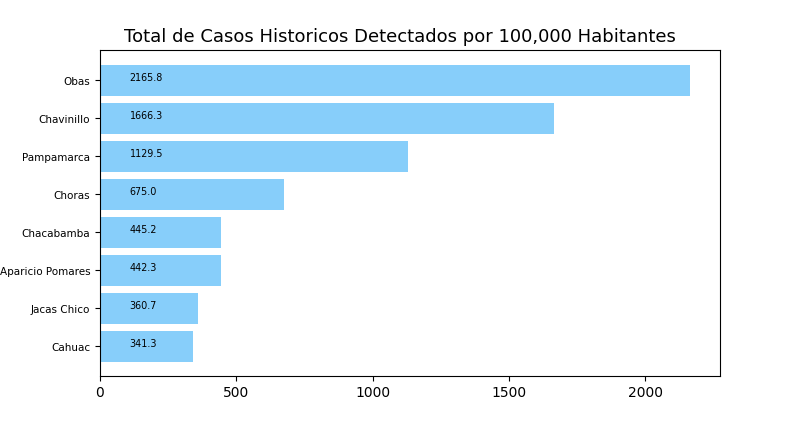 Total de Casos Historicos Detectados por 100,000 Habitantes
Obas 2165.8
Chavinillo 1666.3
Pampamarca 1129.5
Choras 675.0
Chacabamba 445.2
Aparicio Pomares 442.3
Jacas Chico 360.7
Cahuac 341.3
0 500 1000 1500 2000